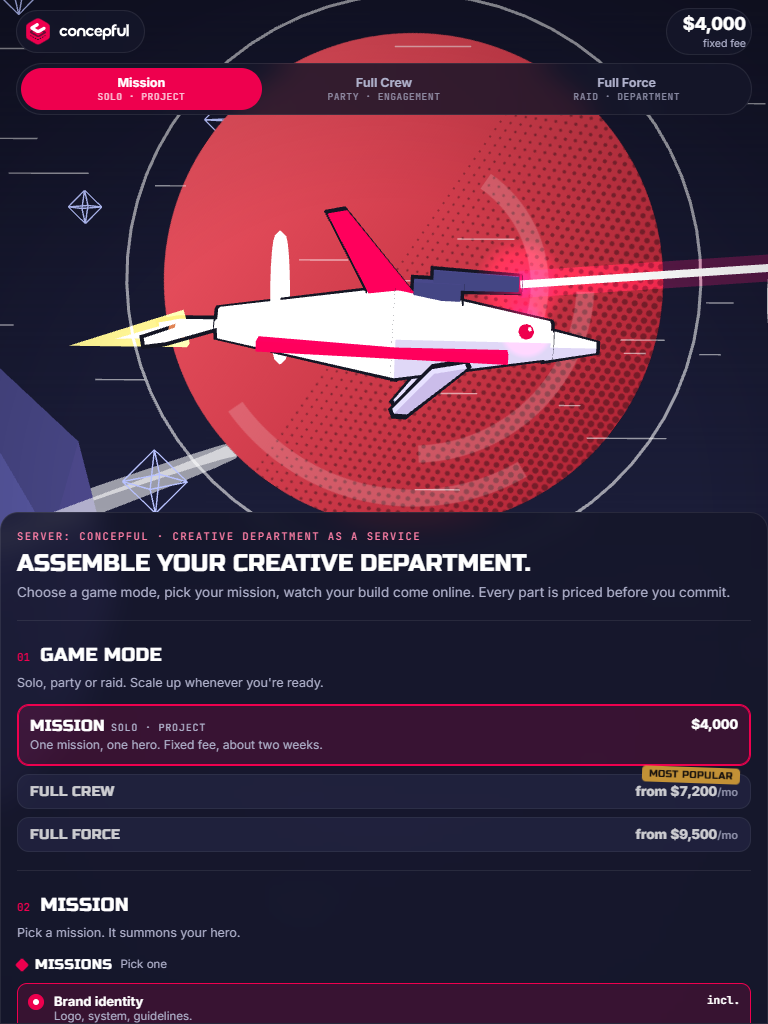 concepful
$4,000
fixed fee
Mission
SOLO · PROJECT
Full Crew
PARTY · ENGAGEMENT
Full Force
RAID · DEPARTMENT
SERVER: CONCEPFUL · CREATIVE DEPARTMENT AS A SERVICE
ASSEMBLE YOUR CREATIVE DEPARTMENT.
Choose a game mode, pick your mission, watch your build come online. Every part is priced before you commit.
01 GAME MODE
Solo, party or raid. Scale up whenever you're ready.
MISSION SOLO · PROJECT $4,000
One mission, one hero. Fixed fee, about two weeks.
MOST POPULAR
FULL CREW from $7,200/mo
FULL FORCE from $9,500/mo
02 MISSION
Pick a mission. It summons your hero.
MISSIONS Pick one
Brand identity incl.
Logo, system, guidelines.